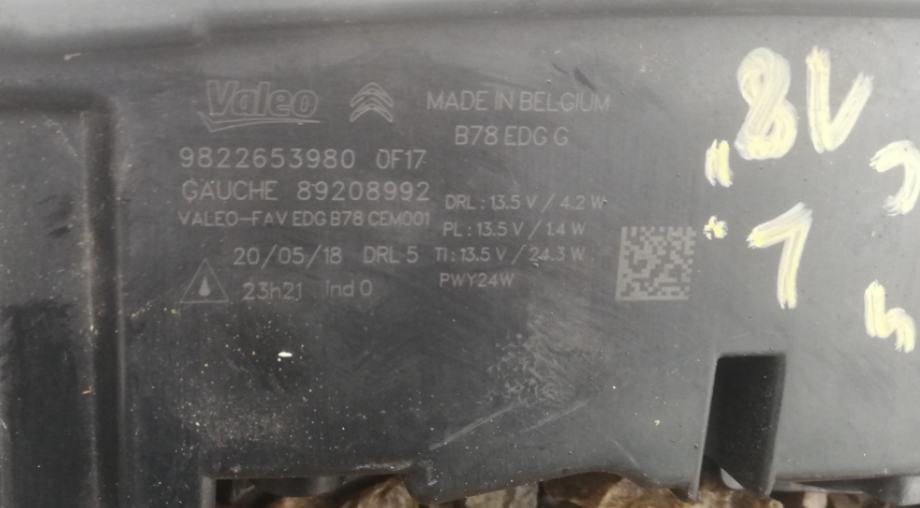 Valeo
MADE IN BELGIUM
B78 EDG G
9822653980 0F17
GAUCHE 89208992
VALEO-FAV EDG B78 CEM001
DRL : 13.5 V / 4.2 W
PL : 13.5 V / 1.4 W
20/05/18 DRL 5
TI : 13.5 V / 24.3 W
23h21 ind 0
PWY24W